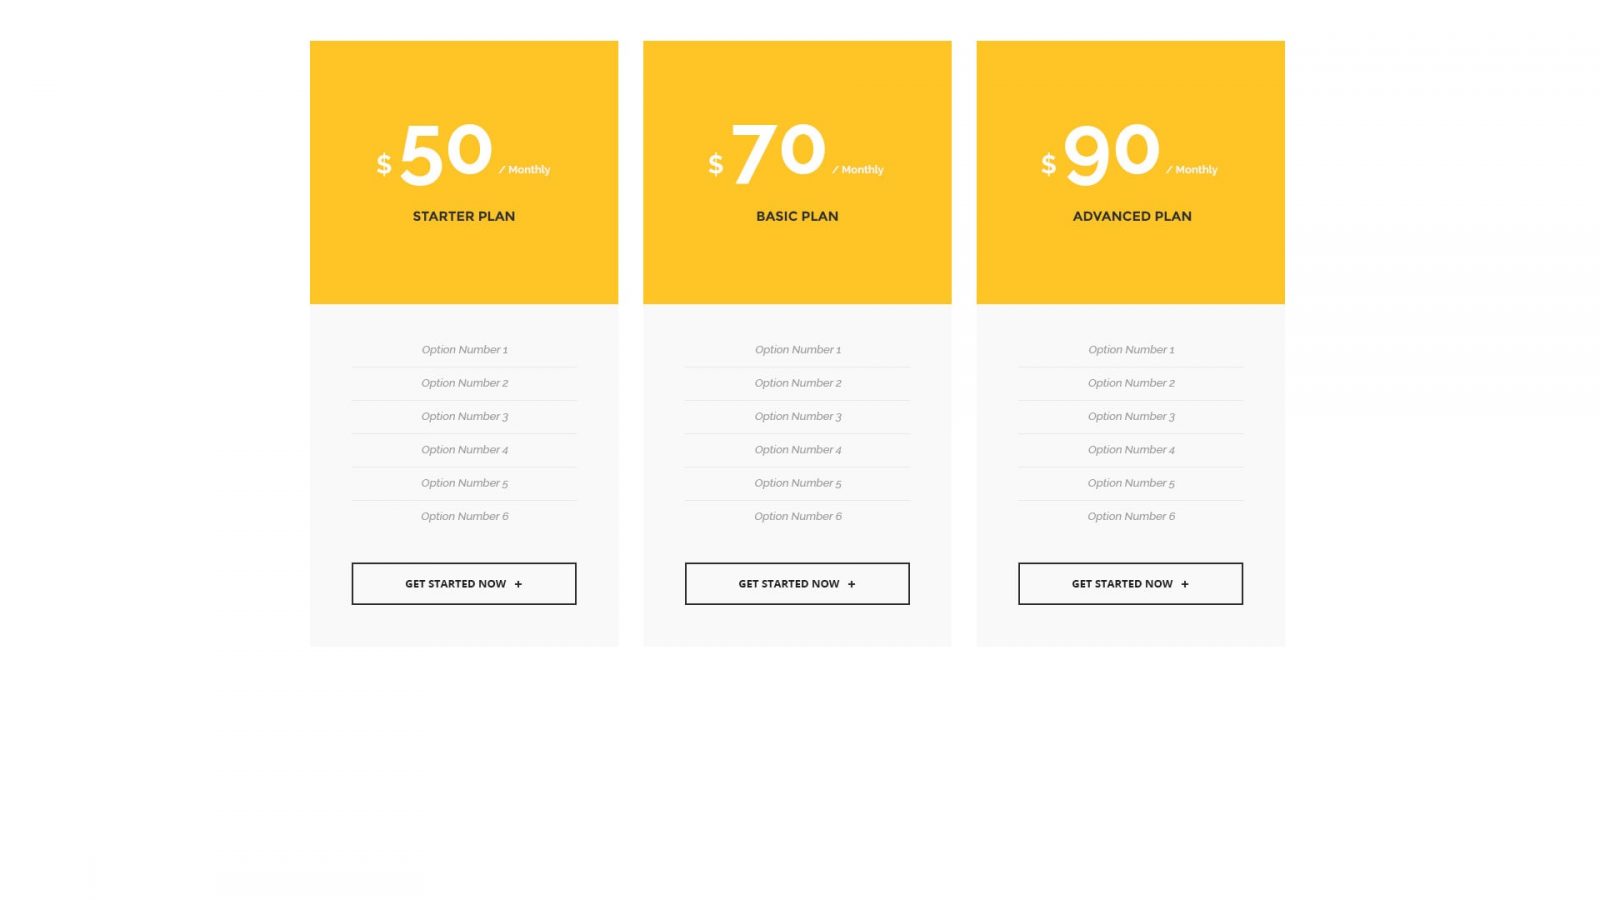 $ 50 / Monthly
STARTER PLAN
Option Number 1
Option Number 2
Option Number 3
Option Number 4
Option Number 5
Option Number 6
GET STARTED NOW +
$ 70 / Monthly
BASIC PLAN
Option Number 1
Option Number 2
Option Number 3
Option Number 4
Option Number 5
Option Number 6
GET STARTED NOW +
$ 90 / Monthly
ADVANCED PLAN
Option Number 1
Option Number 2
Option Number 3
Option Number 4
Option Number 5
Option Number 6
GET STARTED NOW +